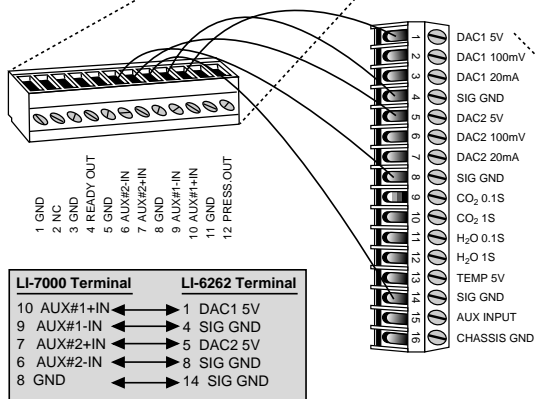 1 DAC1 5V
2 DAC1 100mV
3 DAC1 20mA
4 SIG GND
5 DAC2 5V
6 DAC2 100mV
7 DAC2 20mA
8 SIG GND
9 CO₂ 0.1S
10 CO₂ 1S
11 H₂O 0.1S
12 H₂O 1S
13 TEMP 5V
14 SIG GND
15 AUX INPUT
16 CHASSIS GND
1 GND
2 NC
3 GND
4 READY OUT
5 GND
6 AUX#2-IN
7 AUX#2+IN
8 GND
9 AUX#1-IN
10 AUX#1+IN
11 GND
12 PRESS.OUT
LI-7000 Terminal LI-6262 Terminal
10 AUX#1+IN 1 DAC1 5V
9 AUX#1-IN 4 SIG GND
7 AUX#2+IN 5 DAC2 5V
6 AUX#2-IN 8 SIG GND
8 GND 14 SIG GND